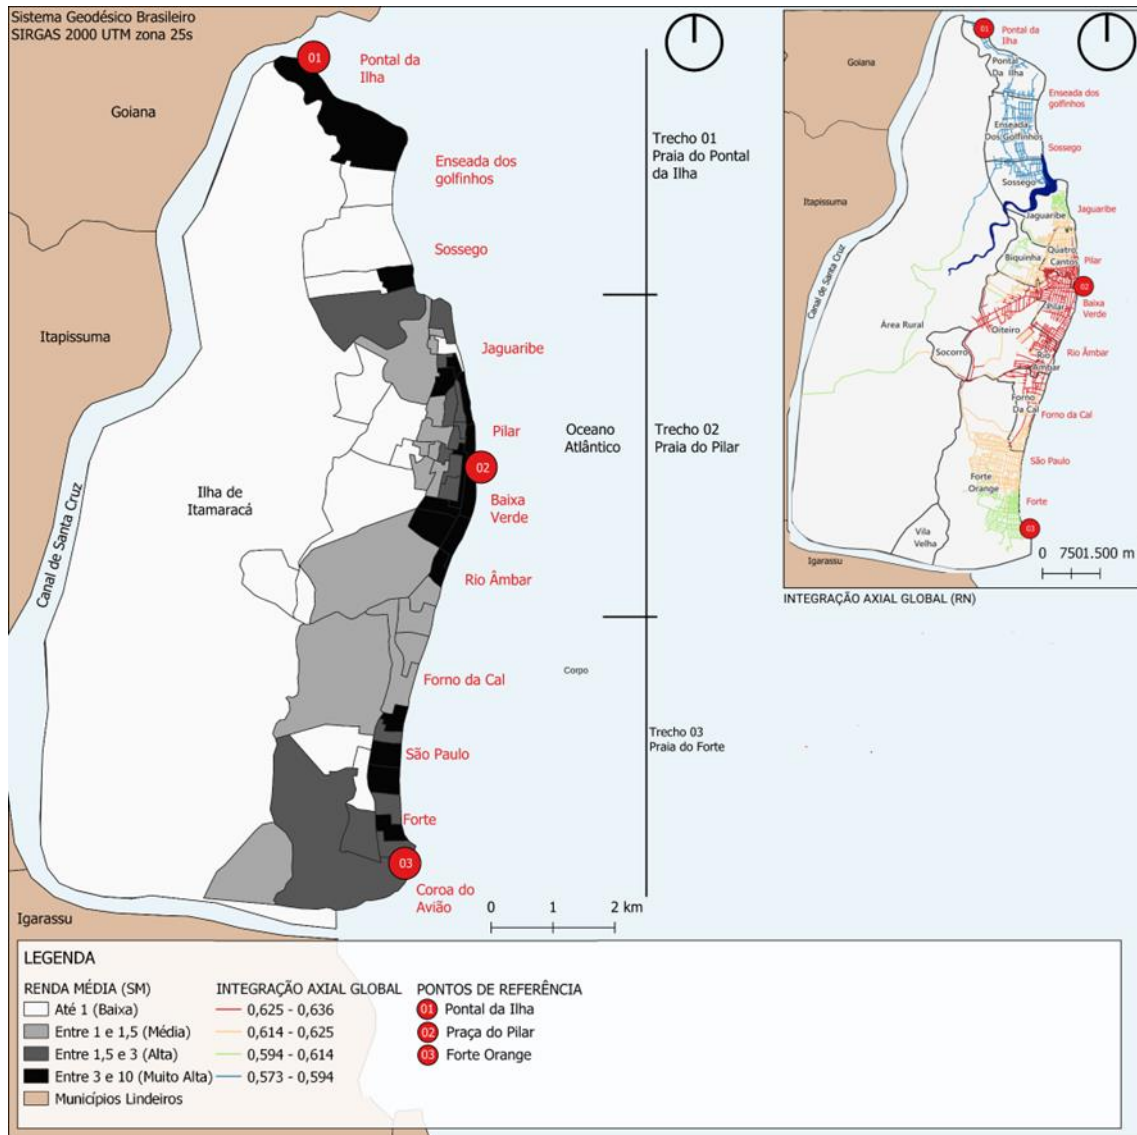 Sistema Geodésico Brasileiro
SIRGAS 2000 UTM zona 25s
01
Pontal da
Ilha
Goiana
Enseada dos
golfinhos
Sossego
Itapissuma
Jaguaribe
Pilar
02
Baixa
Verde
Ilha de
Itamaracá
Canal de Santa Cruz
Rio Âmbar
Forno da Cal
São Paulo
Forte
03
Coroa do
Avião
Igarassu
Oceano
Atlântico
Corpo
Trecho 01
Praia do Pontal
da Ilha
Trecho 02
Praia do Pilar
Trecho 03
Praia do Forte
0 1 2 km
01
Pontal da
Ilha
Goiana
Pontal
Da Ilha
Enseada dos
golfinhos
Enseada
Dos Golfinhos
Sossego
Sossego
Itapissuma
Jaguaribe
Jaguaribe
Quatro
Cantos
Biquinha
Pilar
02
Canal de Santa Cruz
Baixa
Verde
Pilar
Área Rural
Oiteiro
Socorro
Rio Âmbar
Rio
Âmbar
Forno
Da Cal
Forno da Cal
São Paulo
Forte
Orange
Forte
03
Vila
Velha
Igarassu
0 7501.500 m
INTEGRAÇÃO AXIAL GLOBAL (RN)
LEGENDA
RENDA MÉDIA (SM)
Até 1 (Baixa)
Entre 1 e 1,5 (Média)
Entre 1,5 e 3 (Alta)
Entre 3 e 10 (Muito Alta)
Municípios Lindeiros
INTEGRAÇÃO AXIAL GLOBAL
0,625 - 0,636
0,614 - 0,625
0,594 - 0,614
0,573 - 0,594
PONTOS DE REFERÊNCIA
01 Pontal da Ilha
02 Praça do Pilar
03 Forte Orange